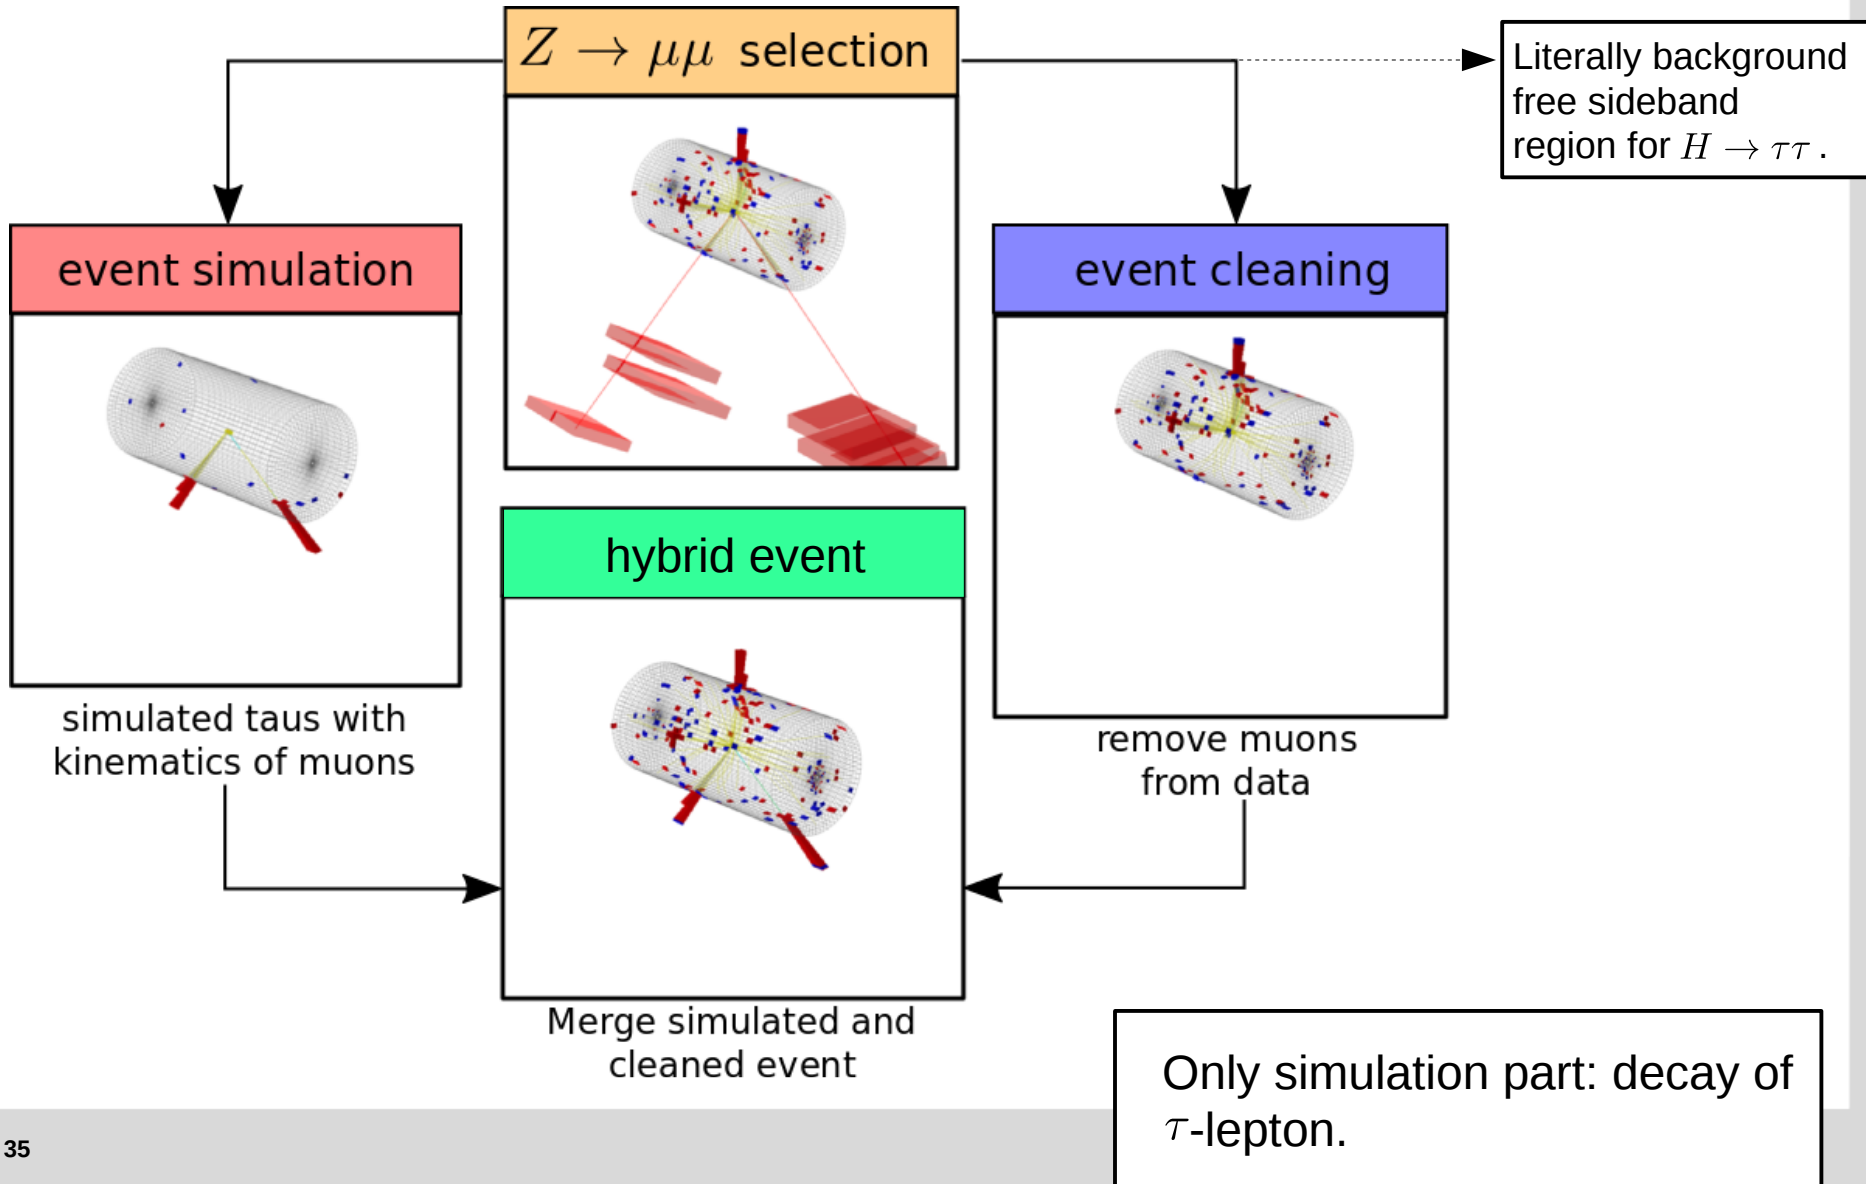 Z → μμ selection
Literally background
free sideband
region for H → ττ .
event simulation
event cleaning
hybrid event
simulated taus with
kinematics of muons
remove muons
from data
Merge simulated and
cleaned event
Only simulation part: decay of
τ-lepton.
35